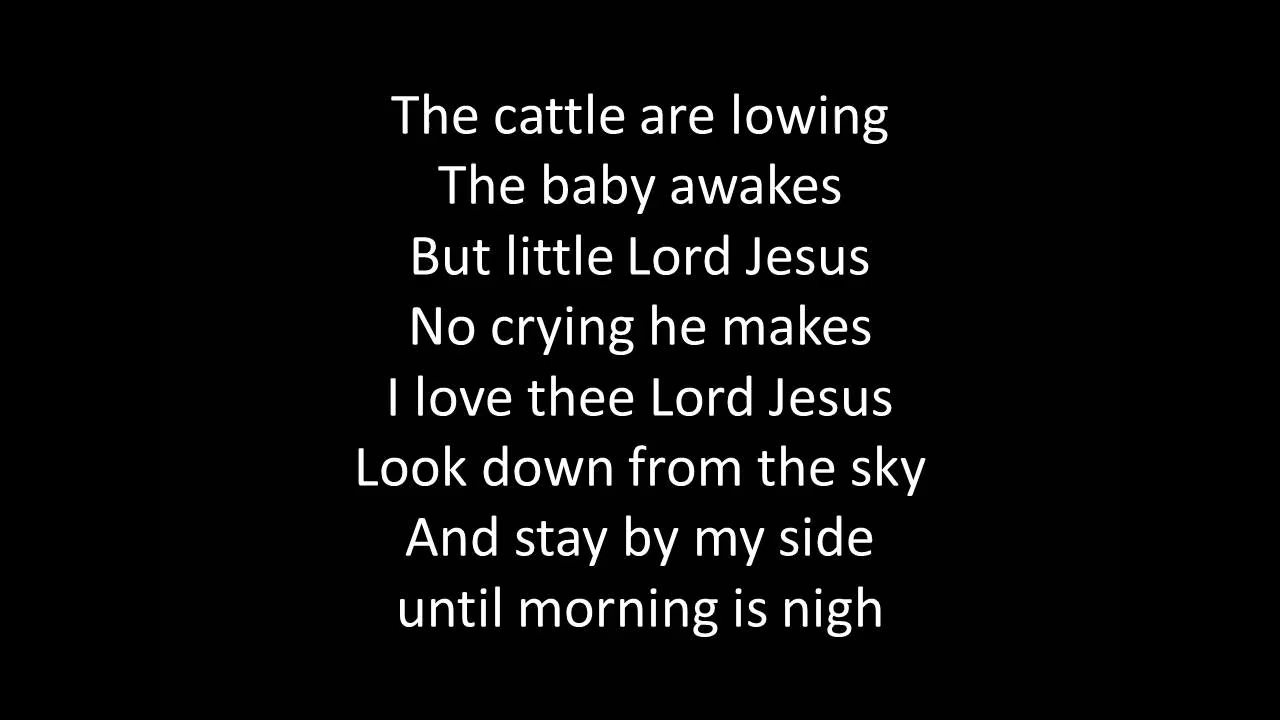 The cattle are lowing
The baby awakes
But little Lord Jesus
No crying he makes
I love thee Lord Jesus
Look down from the sky
And stay by my side
until morning is nigh